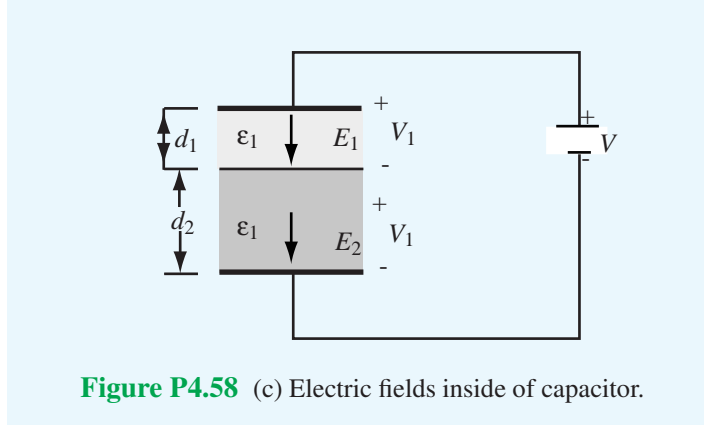 +
d1 ε1 E1 V1
-
+
V
-
+
d2 ε1 E2 V1
-
Figure P4.58 (c) Electric fields inside of capacitor.